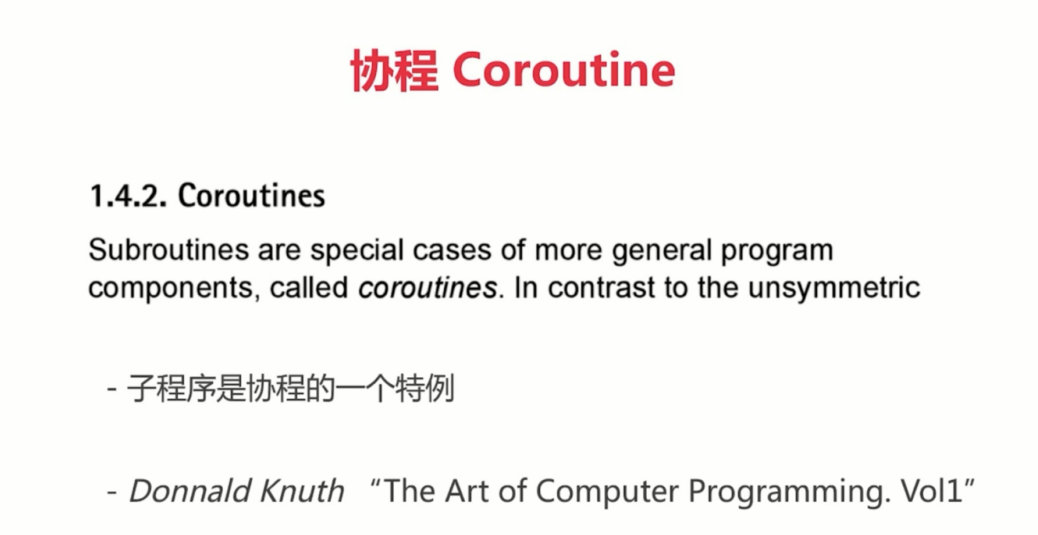 协程 Coroutine
1.4.2. Coroutines
Subroutines are special cases of more general program
components, called coroutines. In contrast to the unsymmetric
- 子程序是协程的一个特例
- Donnald Knuth “The Art of Computer Programming. Vol1”